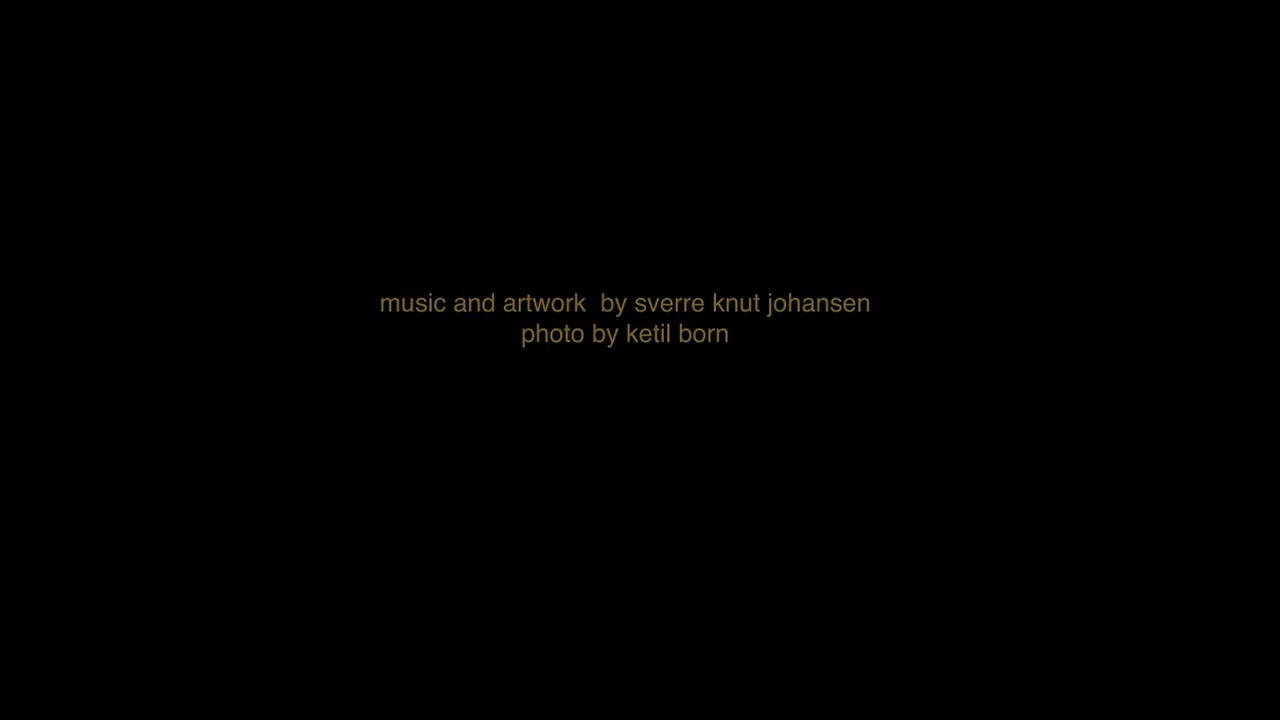 music and artwork  by sverre knut johansen
photo by ketil born